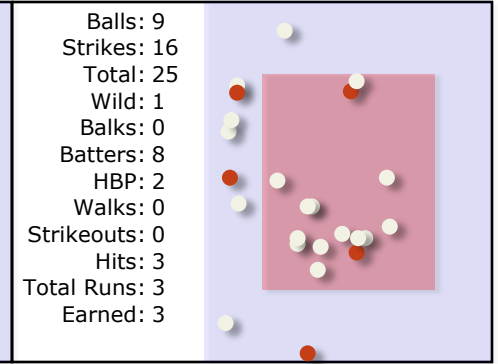 Balls: 9
Strikes: 16
Total: 25
Wild: 1
Balks: 0
Batters: 8
HBP: 2
Walks: 0
Strikeouts: 0
Hits: 3
Total Runs: 3
Earned: 3